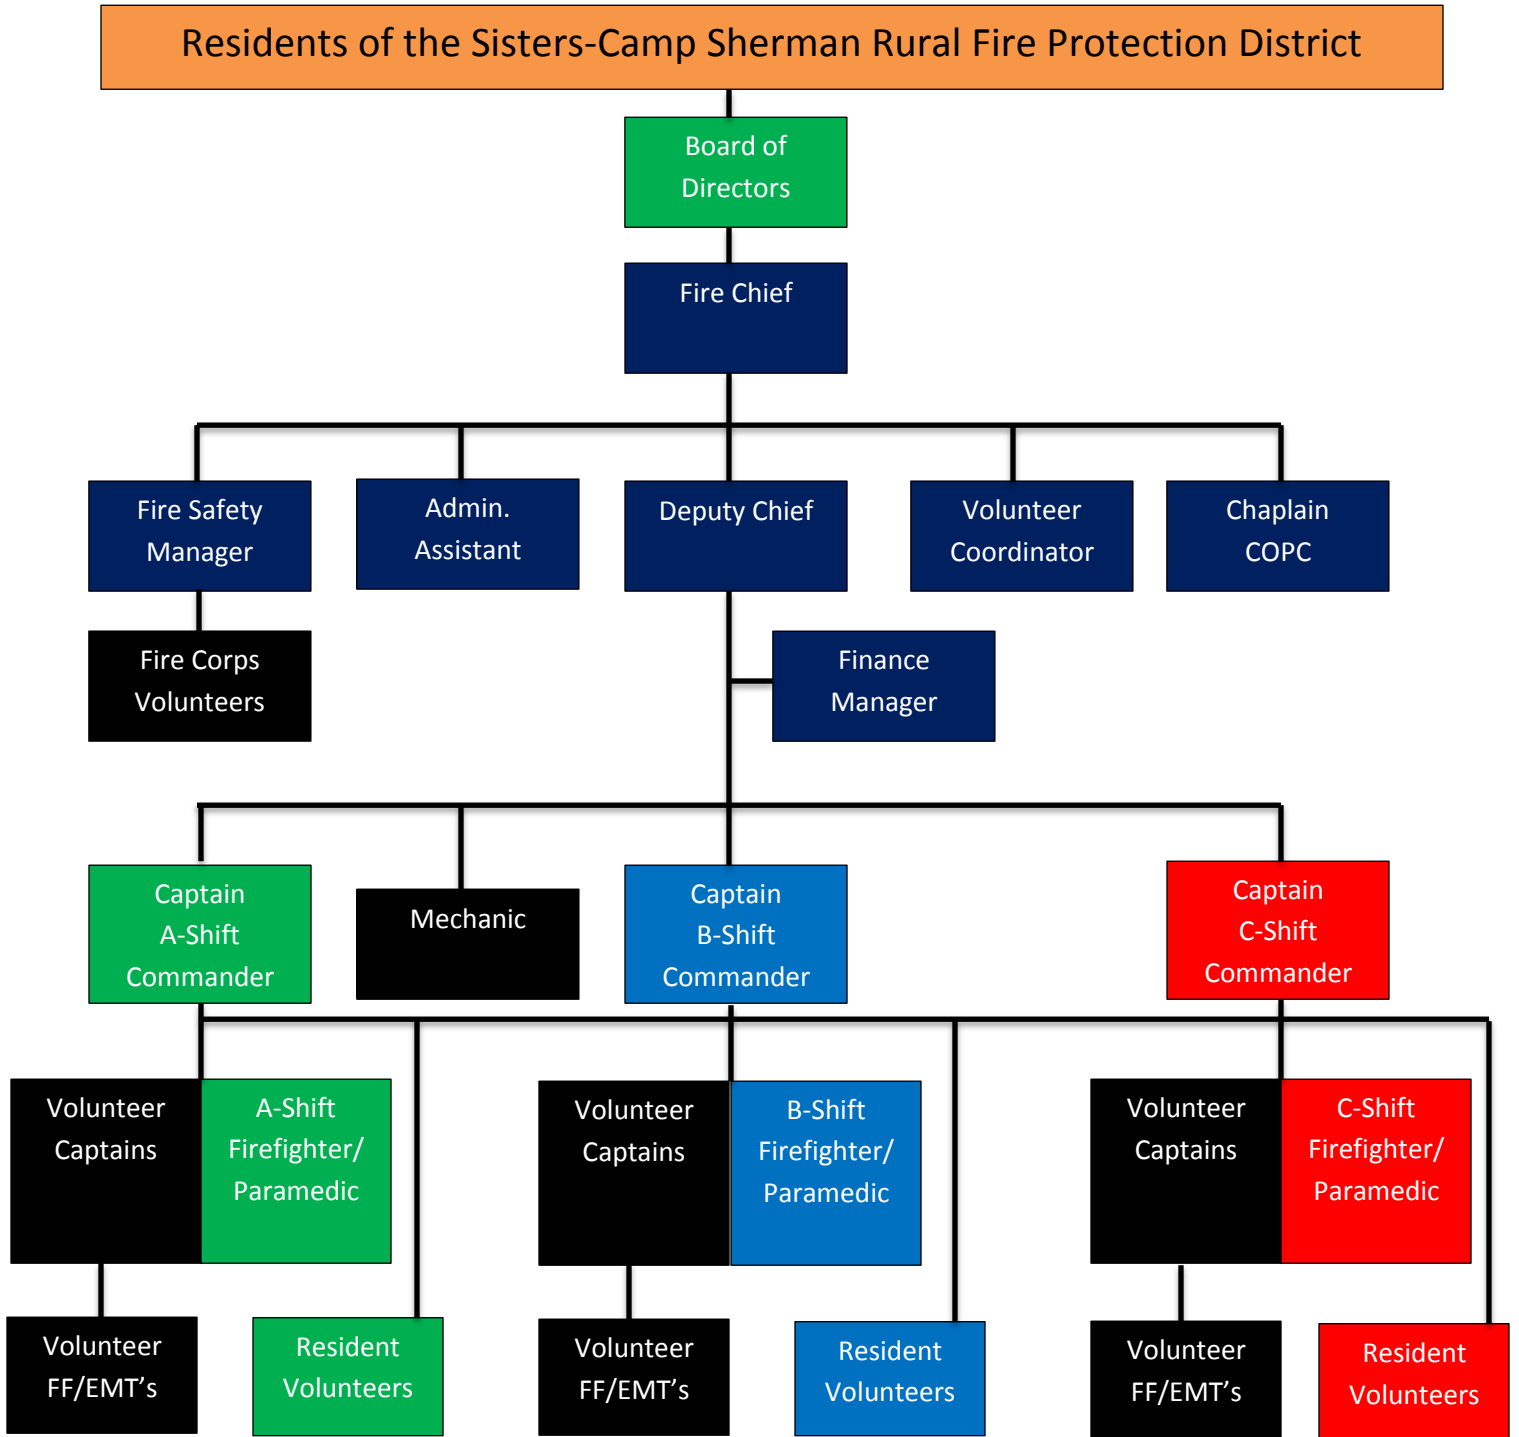 Residents of the Sisters-Camp Sherman Rural Fire Protection District
Board of
Directors
Fire Chief
Fire Safety
Manager
Admin.
Assistant
Deputy Chief
Volunteer
Coordinator
Chaplain
COPC
Fire Corps
Volunteers
Finance
Manager
Captain
A-Shift
Commander
Mechanic
Captain
B-Shift
Commander
Captain
C-Shift
Commander
Volunteer
Captains
A-Shift
Firefighter/
Paramedic
Volunteer
Captains
B-Shift
Firefighter/
Paramedic
Volunteer
Captains
C-Shift
Firefighter/
Paramedic
Volunteer
FF/EMT’s
Resident
Volunteers
Volunteer
FF/EMT’s
Resident
Volunteers
Volunteer
FF/EMT’s
Resident
Volunteers